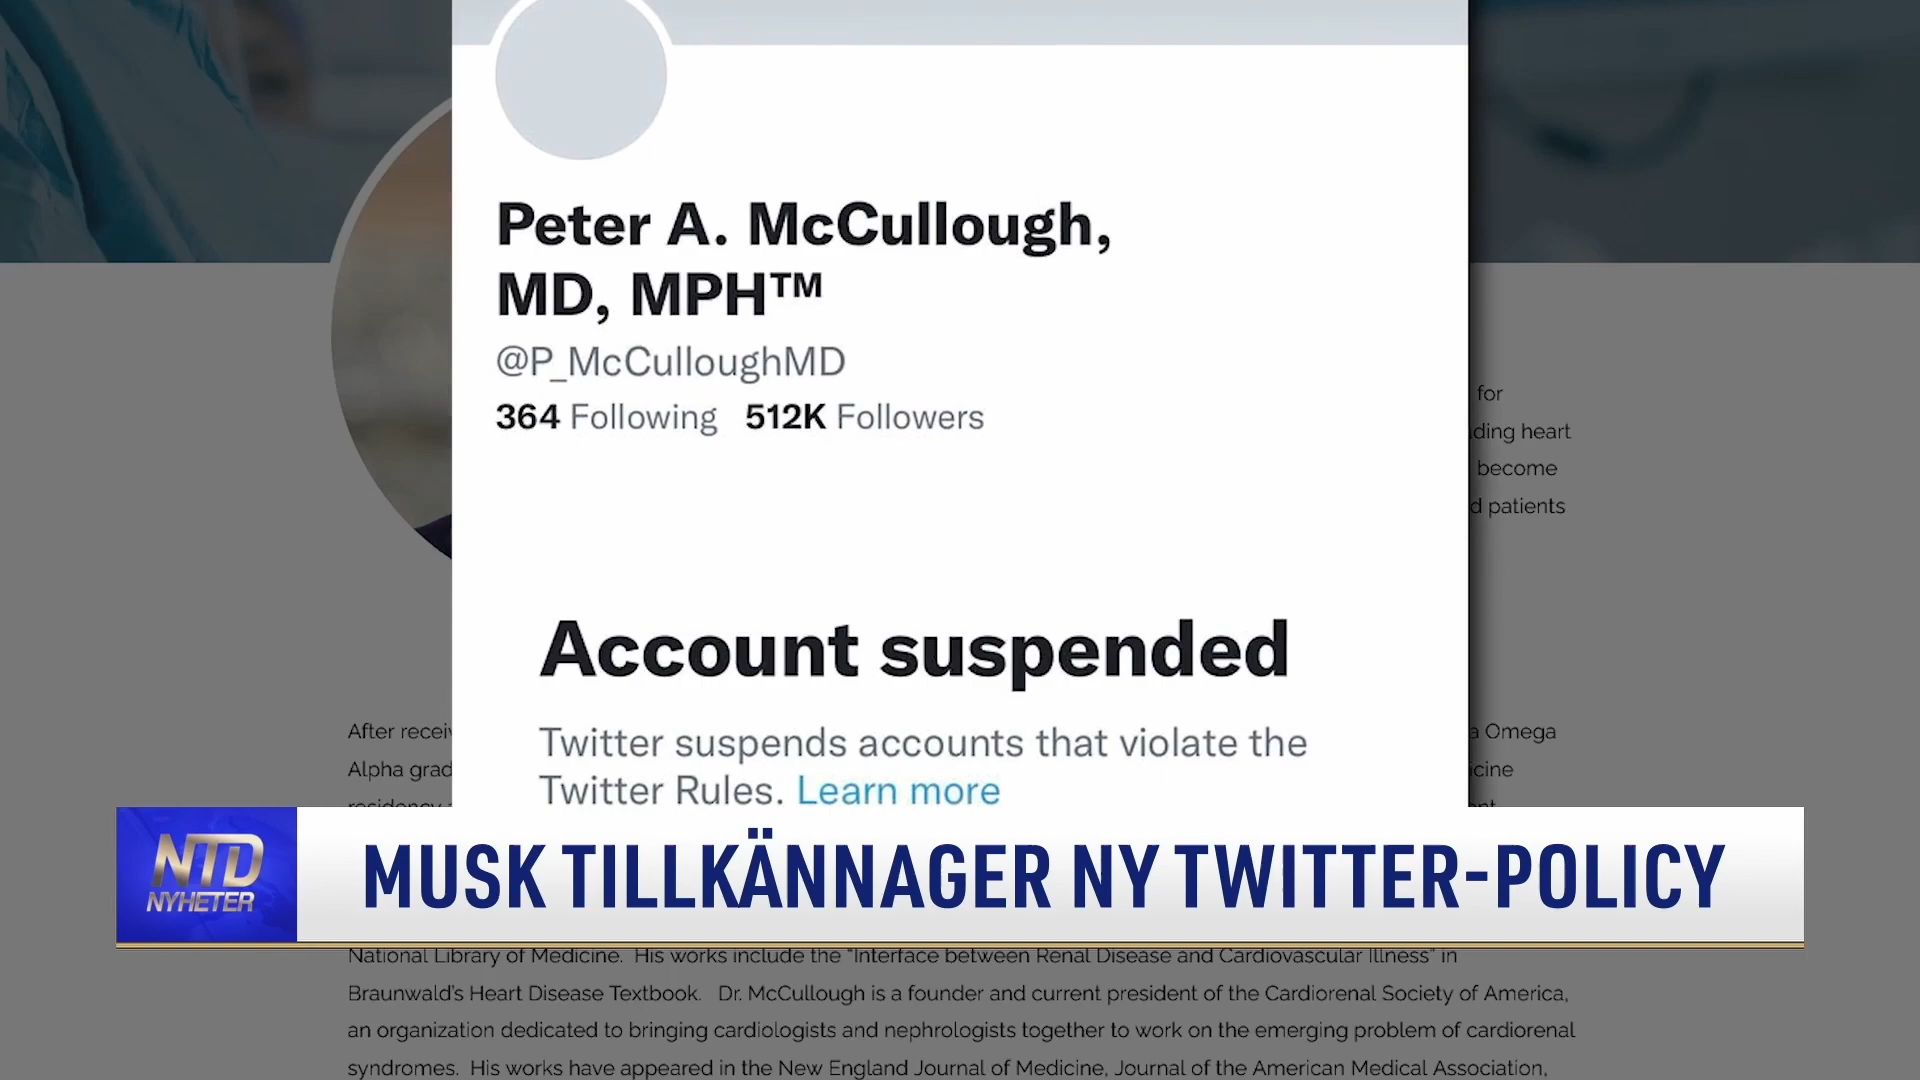 Peter A. McCullough,
MD, MPH™
@P_McCulloughMD
364 Following 512K Followers
for
heart
become
patients
Account suspended
Twitter suspends accounts that violate the
Twitter Rules. Learn more
After
Omega
Alpha
NTD
NYHETER
MUSK TILLKÄNNAGER NY TWITTER-POLICY
National Library of Medicine. His works include the "Interface between Renal Disease and Cardiovascular Illness" in
Braunwald's Heart Disease Textbook. Dr. McCullough is a founder and current president of the Cardiorenal Society of America,
an organization dedicated to bringing cardiologists and nephrologists together to work on the emerging problem of cardiorenal
syndromes. His works have appeared in the New England Journal of Medicine, Journal of the American Medical Association,